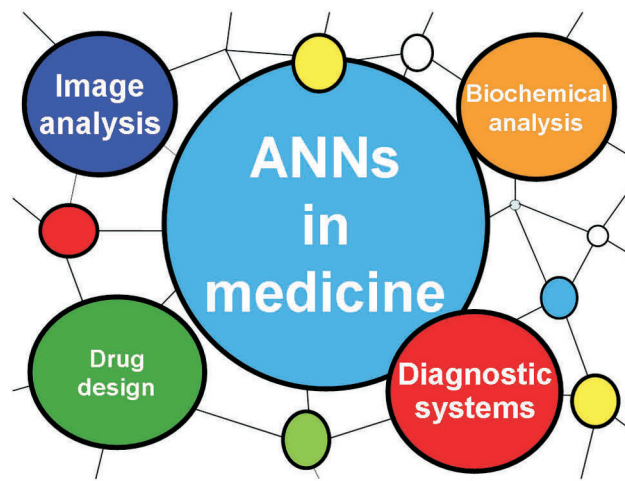 Image
analysis
Biochemical
analysis
ANNs
in
medicine
Drug
design
Diagnostic
systems